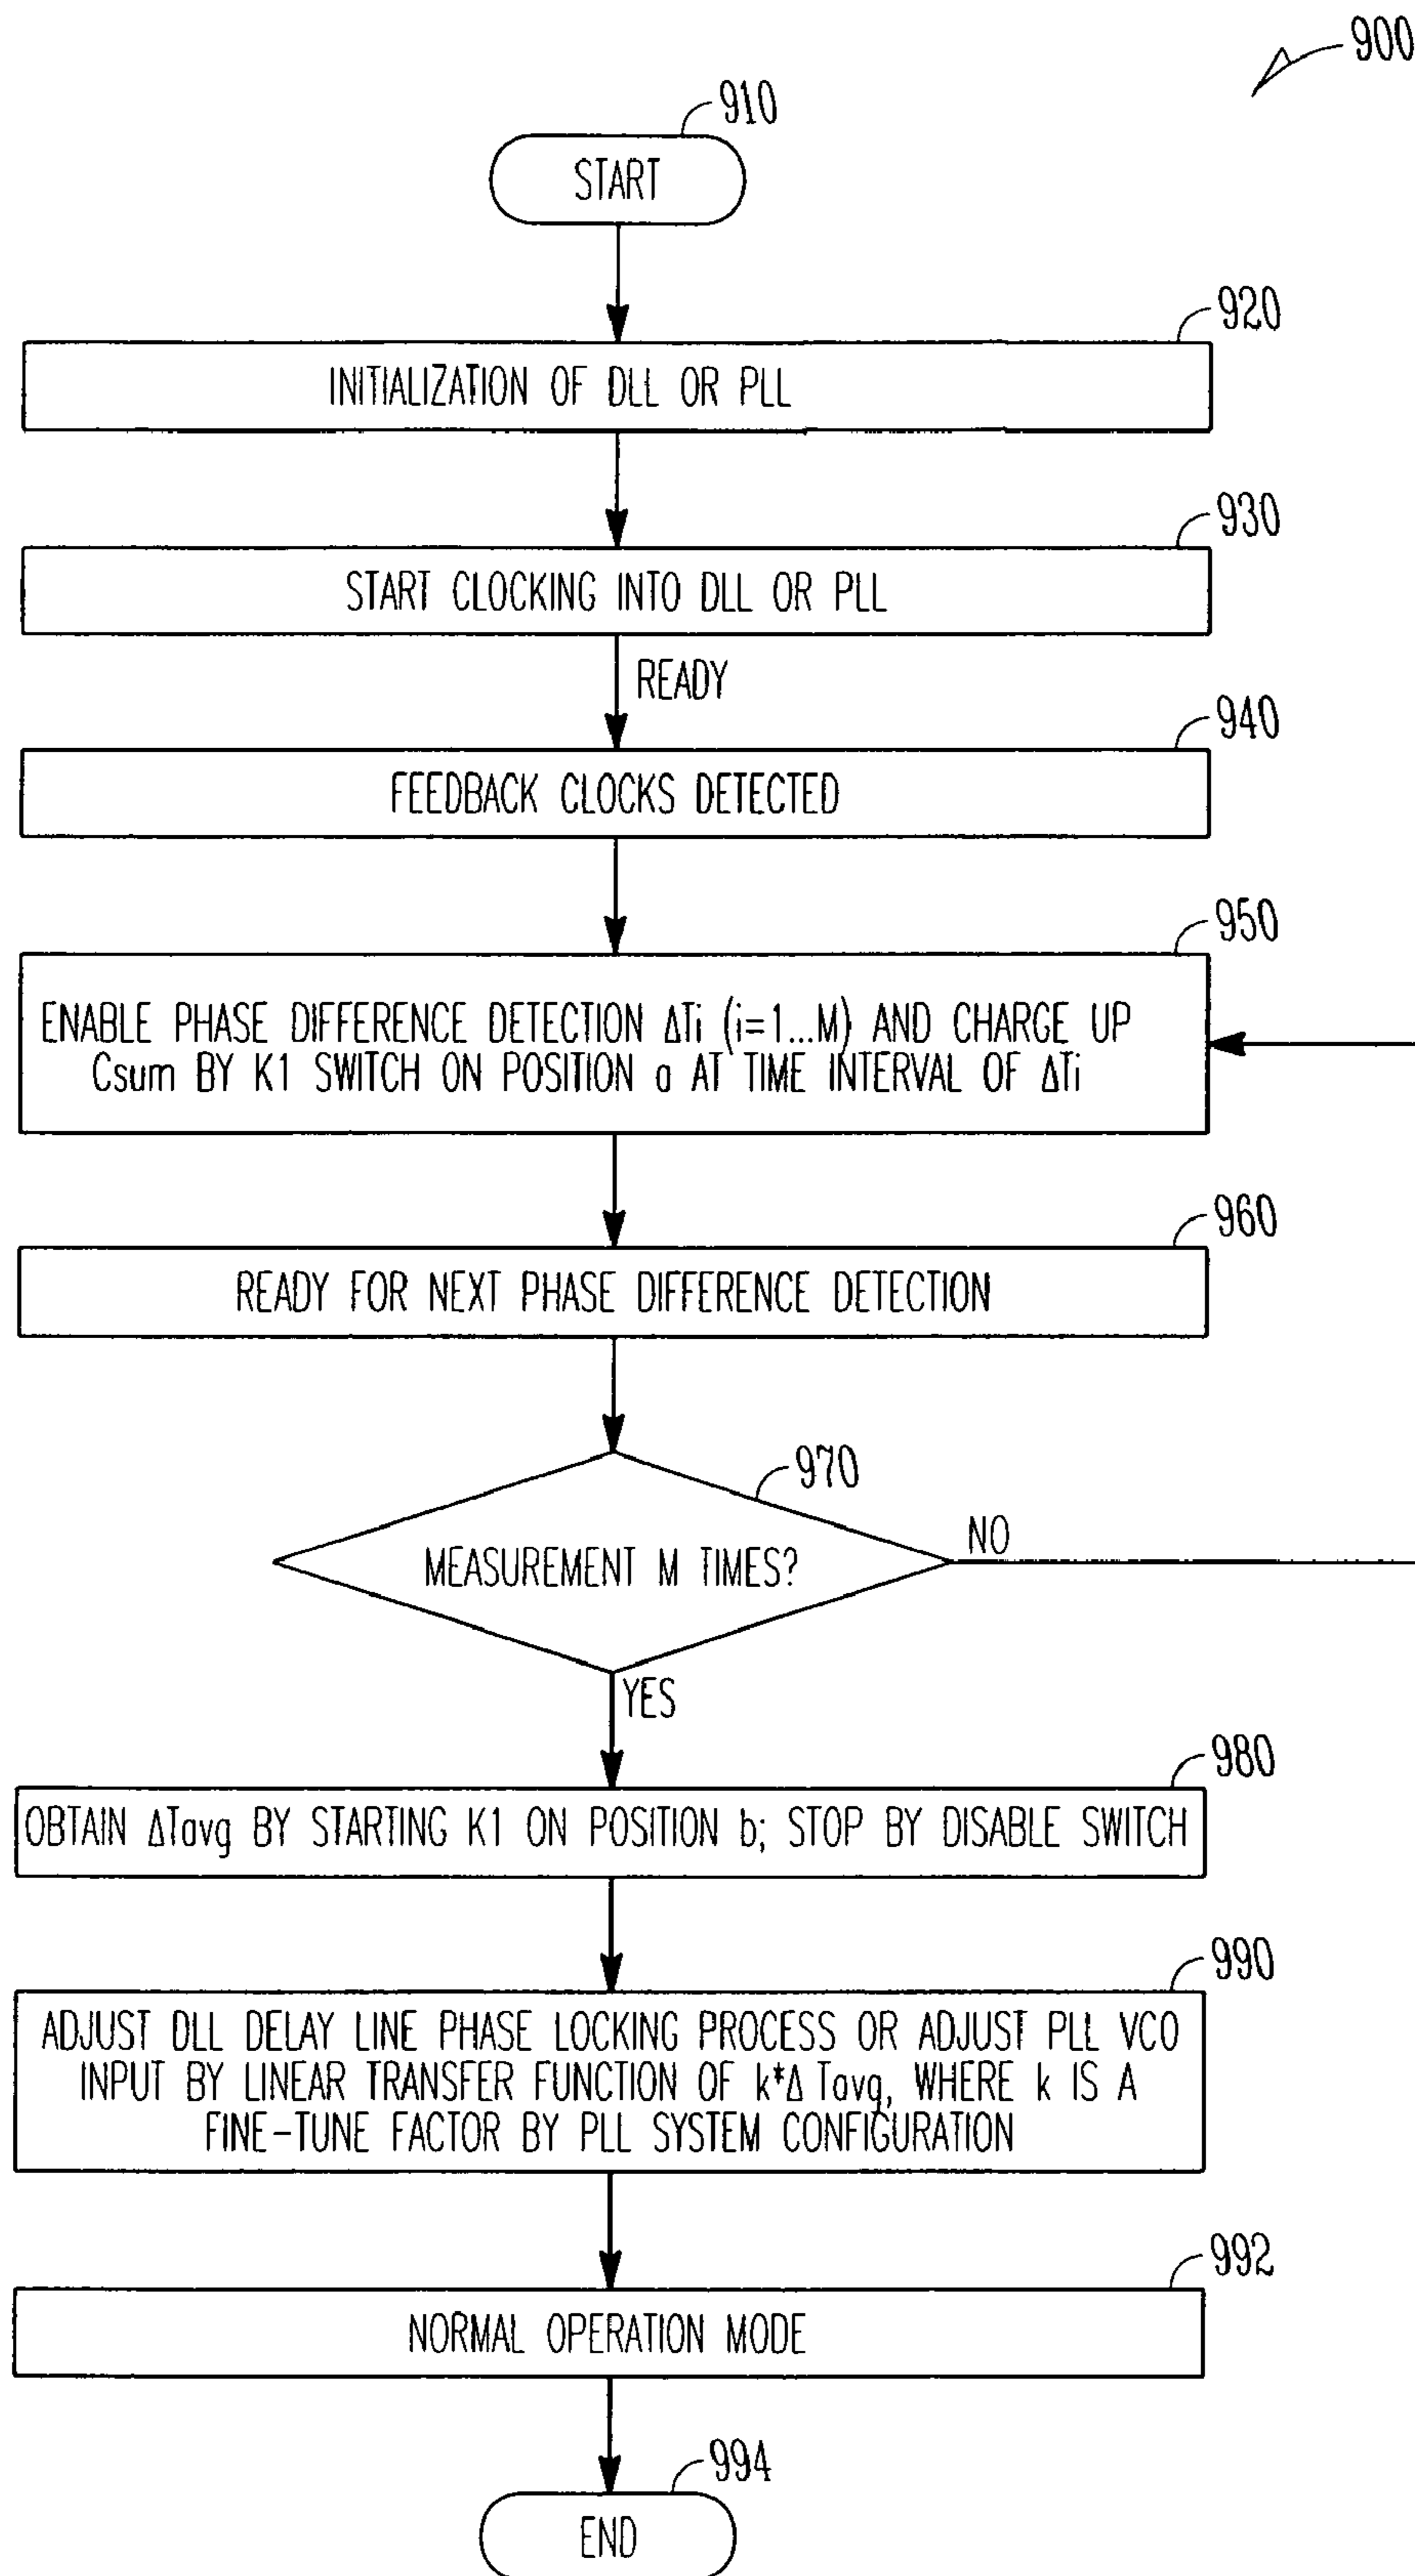 900
910
START
920
INITIALIZATION OF DLL OR PLL
930
START CLOCKING INTO DLL OR PLL
READY
940
FEEDBACK CLOCKS DETECTED
950
ENABLE PHASE DIFFERENCE DETECTION ΔTi (i=1...M) AND CHARGE UP
Csum BY K1 SWITCH ON POSITION a AT TIME INTERVAL OF ΔTi
960
READY FOR NEXT PHASE DIFFERENCE DETECTION
970
MEASUREMENT M TIMES?
NO
YES
980
OBTAIN ΔTavg BY STARTING K1 ON POSITION b; STOP BY DISABLE SWITCH
990
ADJUST DLL DELAY LINE PHASE LOCKING PROCESS OR ADJUST PLL VCO
INPUT BY LINEAR TRANSFER FUNCTION OF k*Δ Tavg, WHERE k IS A
FINE-TUNE FACTOR BY PLL SYSTEM CONFIGURATION
992
NORMAL OPERATION MODE
994
END